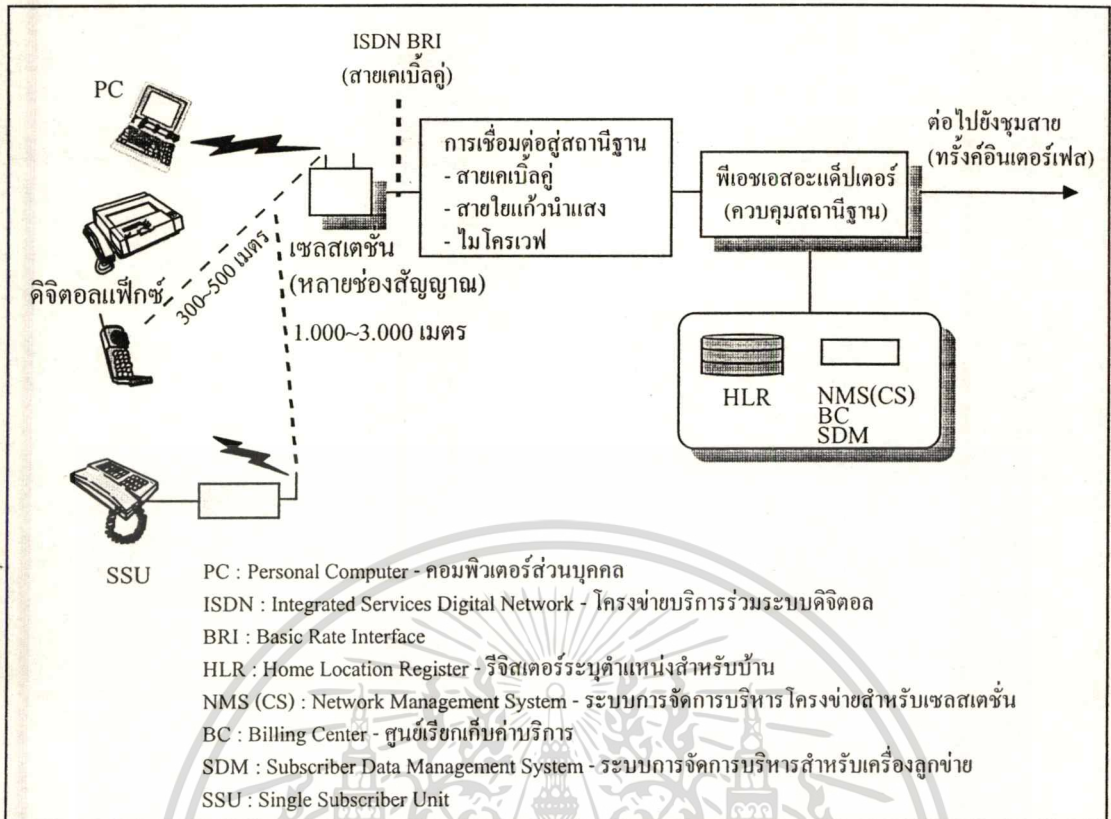 ISDN BRI
(สายเคเบิ้ลคู่)
PC
การเชื่อมต่อสู่สถานีฐาน
- สายเคเบิ้ลคู่
- สายใยแก้วนำแสง
- ไมโครเวฟ
พีเอชเอสอะแด็ปเตอร์
(ควบคุมสถานีฐาน)
ต่อไปยังชุมสาย
(ทรั้งค์อินเตอร์เฟส)
เซลสเตชั่น
(หลายช่องสัญญาณ)
ดิจิตอลแฟ็กซ์
300~500 เมตร
1.000~3.000 เมตร
HLR
NMS(CS)
BC
SDM
SSU
PC : Personal Computer - คอมพิวเตอร์ส่วนบุคคล
ISDN : Integrated Services Digital Network - โครงข่ายบริการร่วมระบบดิจิตอล
BRI : Basic Rate Interface
HLR : Home Location Register - รีจิสเตอร์ระบุตำแหน่งสำหรับบ้าน
NMS (CS) : Network Management System - ระบบการจัดการบริหารโครงข่ายสำหรับเซลสเตชั่น
BC : Billing Center - ศูนย์เรียกเก็บค่าบริการ
SDM : Subscriber Data Management System - ระบบการจัดการบริหารสำหรับเครื่องลูกข่าย
SSU : Single Subscriber Unit